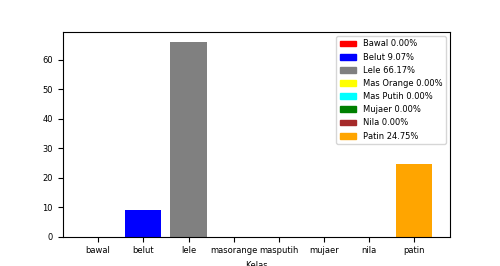 60
50
40
30
20
10
0
Bawal 0.00%
Belut 9.07%
Lele 66.17%
Mas Orange 0.00%
Mas Putih 0.00%
Mujaer 0.00%
Nila 0.00%
Patin 24.75%
bawal belut lele masorange masputih mujaer nila patin
Kelas